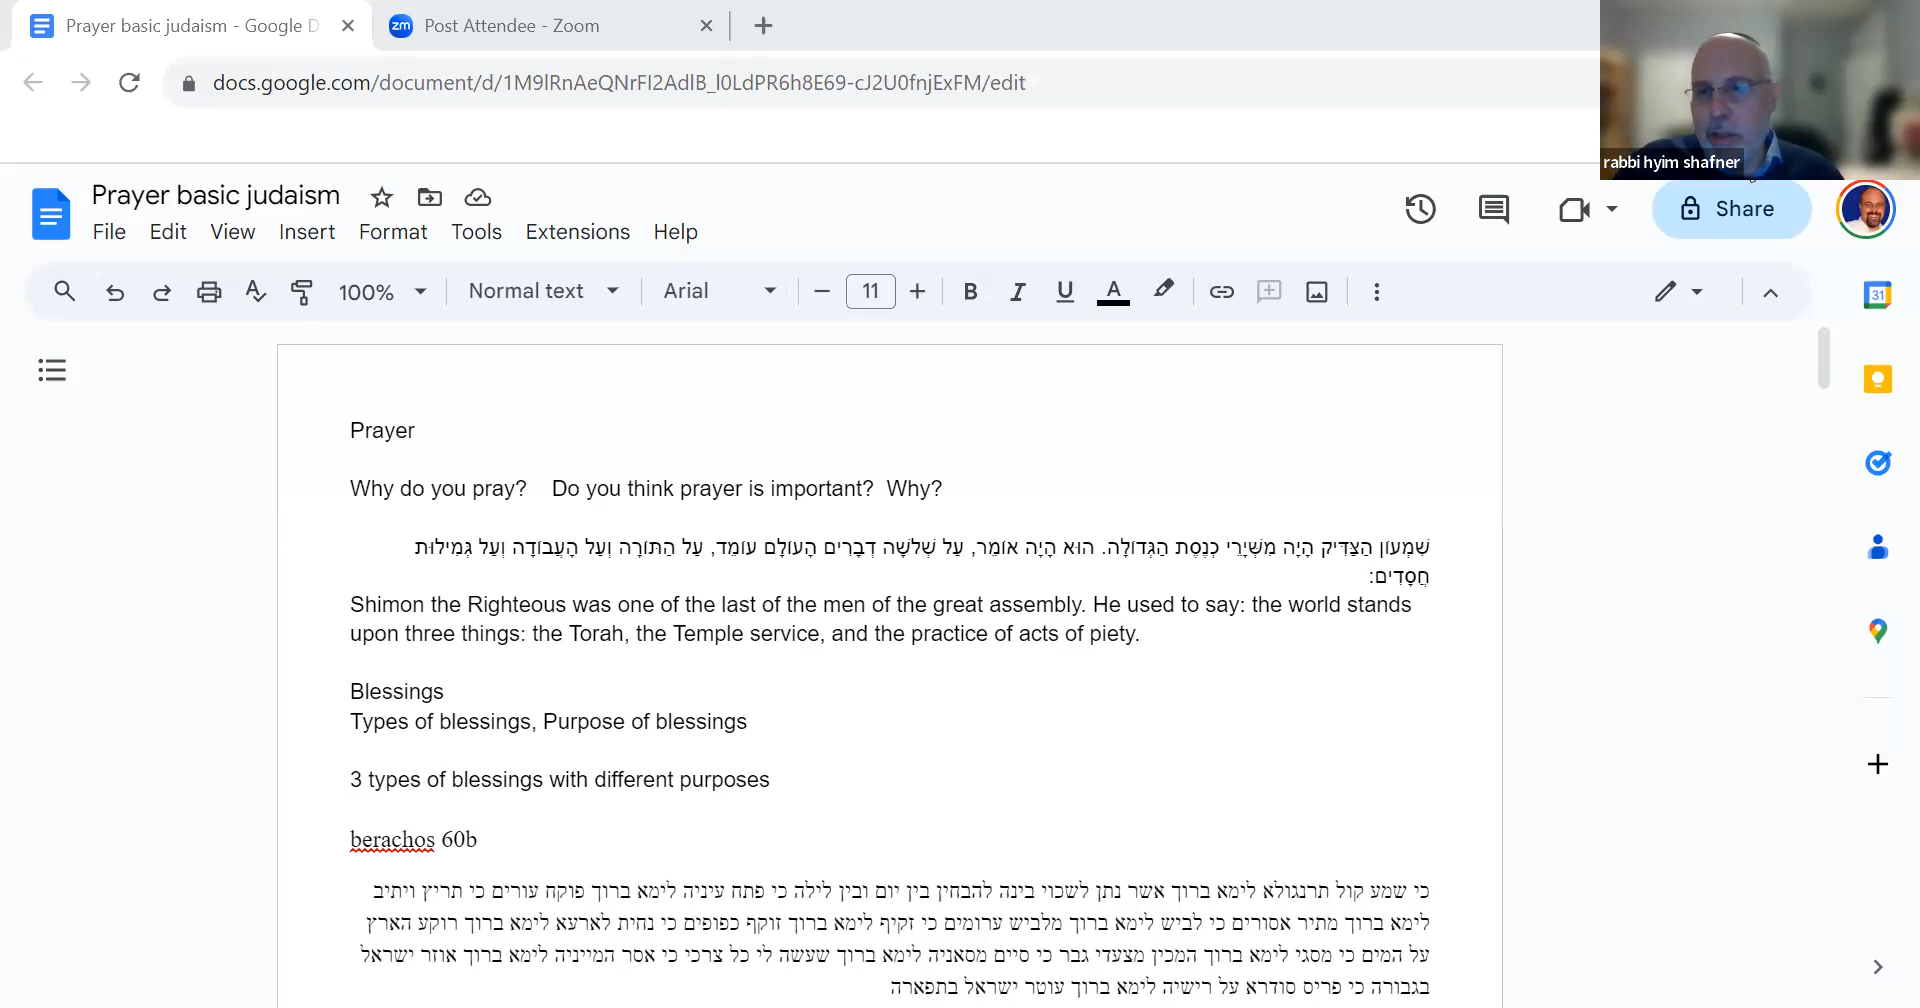 Prayer basic judaism - Google D
zm Post Attendee - Zoom
docs.google.com/document/d/1M9lRnAeQNrFI2AdlB_l0LdPR6h8E69-cJ2U0fnjExFM/edit
rabbi hyim shafner
Prayer basic judaism
Share
File Edit View Insert Format Tools Extensions Help
100% Normal text Arial 11 B I U A
31
Prayer
Why do you pray? Do you think prayer is important? Why?
שִׁמְעוֹן הַצַּדִּיק הָיָה מִשְּׁיָרֵי כְנֶסֶת הַגְּדוֹלָה. הוּא הָיָה אוֹמֵר, עַל שְׁלשָׁה דְבָרִים הָעוֹלָם עוֹמֵד, עַל הַתּוֹרָה וְעַל הָעֲבוֹדָה וְעַל גְּמִילוּת
חֲסָדִים:
Shimon the Righteous was one of the last of the men of the great assembly. He used to say: the world stands
upon three things: the Torah, the Temple service, and the practice of acts of piety.
Blessings
Types of blessings, Purpose of blessings
3 types of blessings with different purposes
berachos 60b
כי שמע קול תרנגולא לימא ברוך אשר נתן לשכוי בינה להבחין בין יום ובין לילה כי פתח עיניה לימא ברוך פוקח עורים כי תריץ ויתיב
לימא ברוך מתיר אסורים כי לביש לימא ברוך מלביש ערומים כי זקיף לימא ברוך זוקף כפופים כי נחית לארעא לימא ברוך רוקע הארץ
על המים כי מסגי לימא ברוך המכין מצעדי גבר כי סיים מסאניה לימא ברוך שעשה לי כל צרכי כי אסר המייניה לימא ברוך אוזר ישראל
בגבורה כי פריס סודרא על רישיה לימא ברוך עוטר ישראל בתפארה